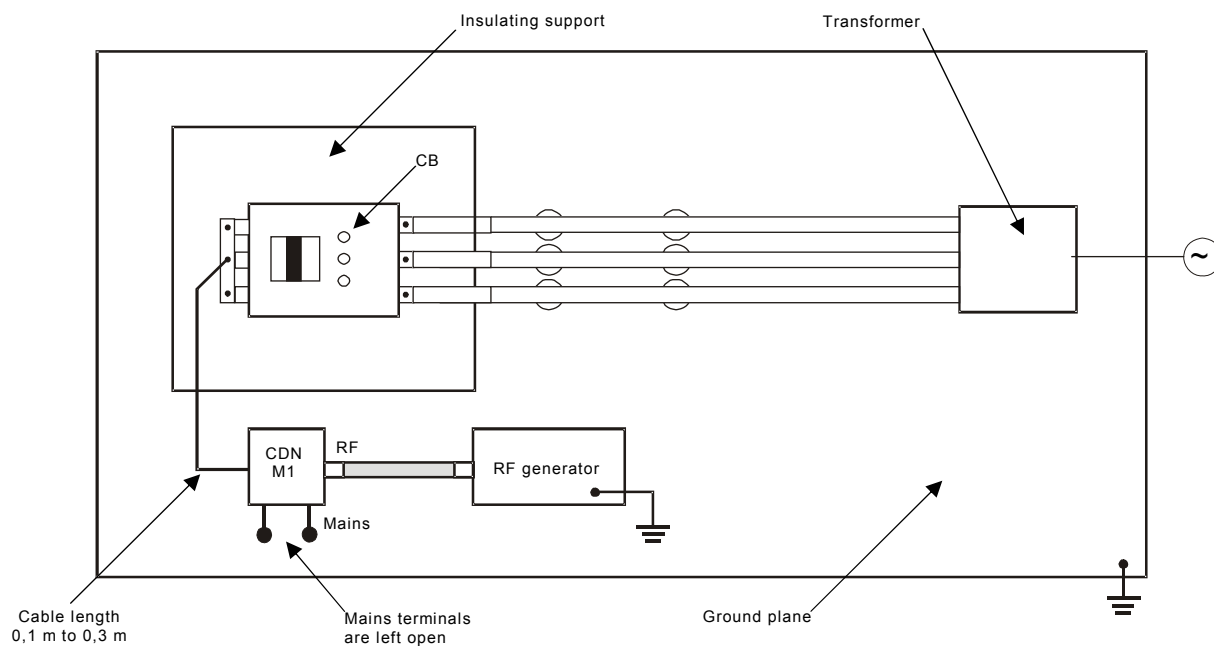 Insulating support
Transformer
CB
~
CDN
M1
RF
RF generator
Mains
Cable length
0,1 m to 0,3 m
Mains terminals
are left open
Ground plane